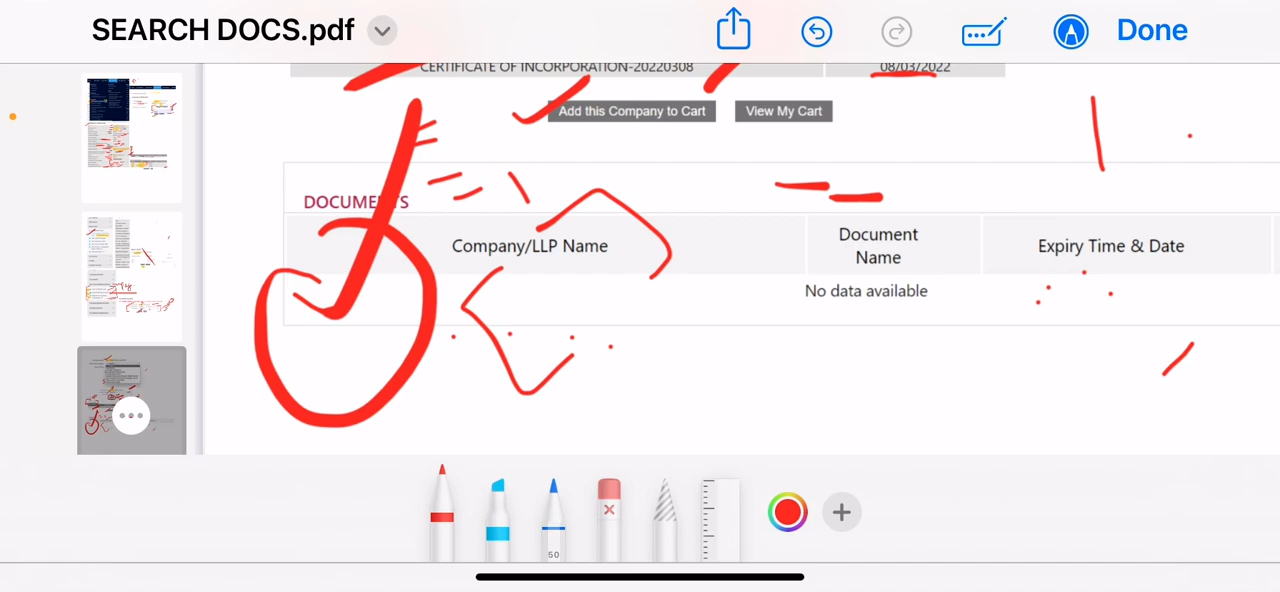 SEARCH DOCS.pdf
Done
CERTIFICATE OF INCORPORATION-20220308 08/03/2022
Add this Company to Cart View My Cart
DOCUMENTS
Company/LLP Name Document Name Expiry Time & Date
No data available
50